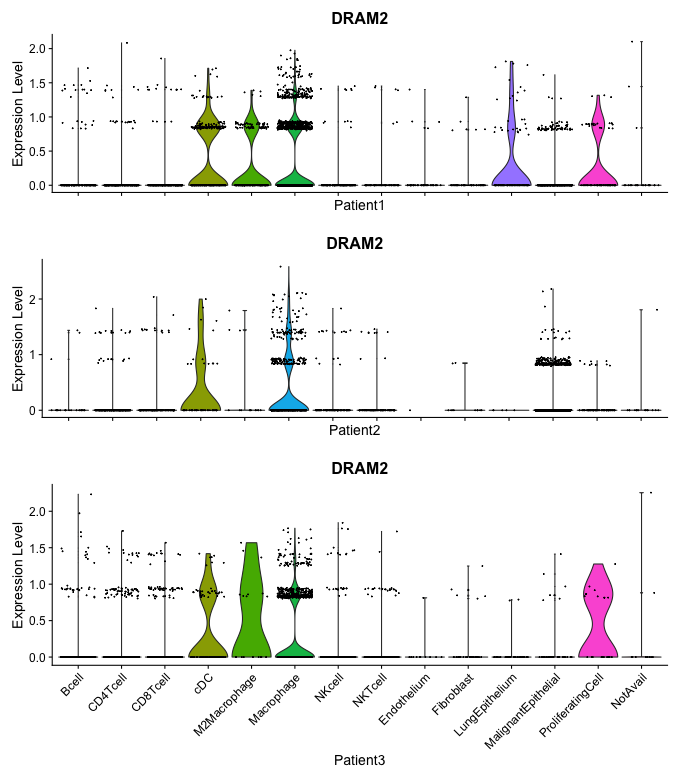 DRAM2
Expression Level
2.0
1.5
1.0
0.5
0.0
Patient1
DRAM2
Expression Level
2
1
0
Patient2
DRAM2
Expression Level
2.0
1.5
1.0
0.5
0.0
Bcell
CD4Tcell
CD8Tcell
cDC
M2Macrophage
Macrophage
NKcell
NKTcell
Endothelium
Fibroblast
LungEpithelium
MalignantEpithelial
ProliferatingCell
NotAvail
Patient3